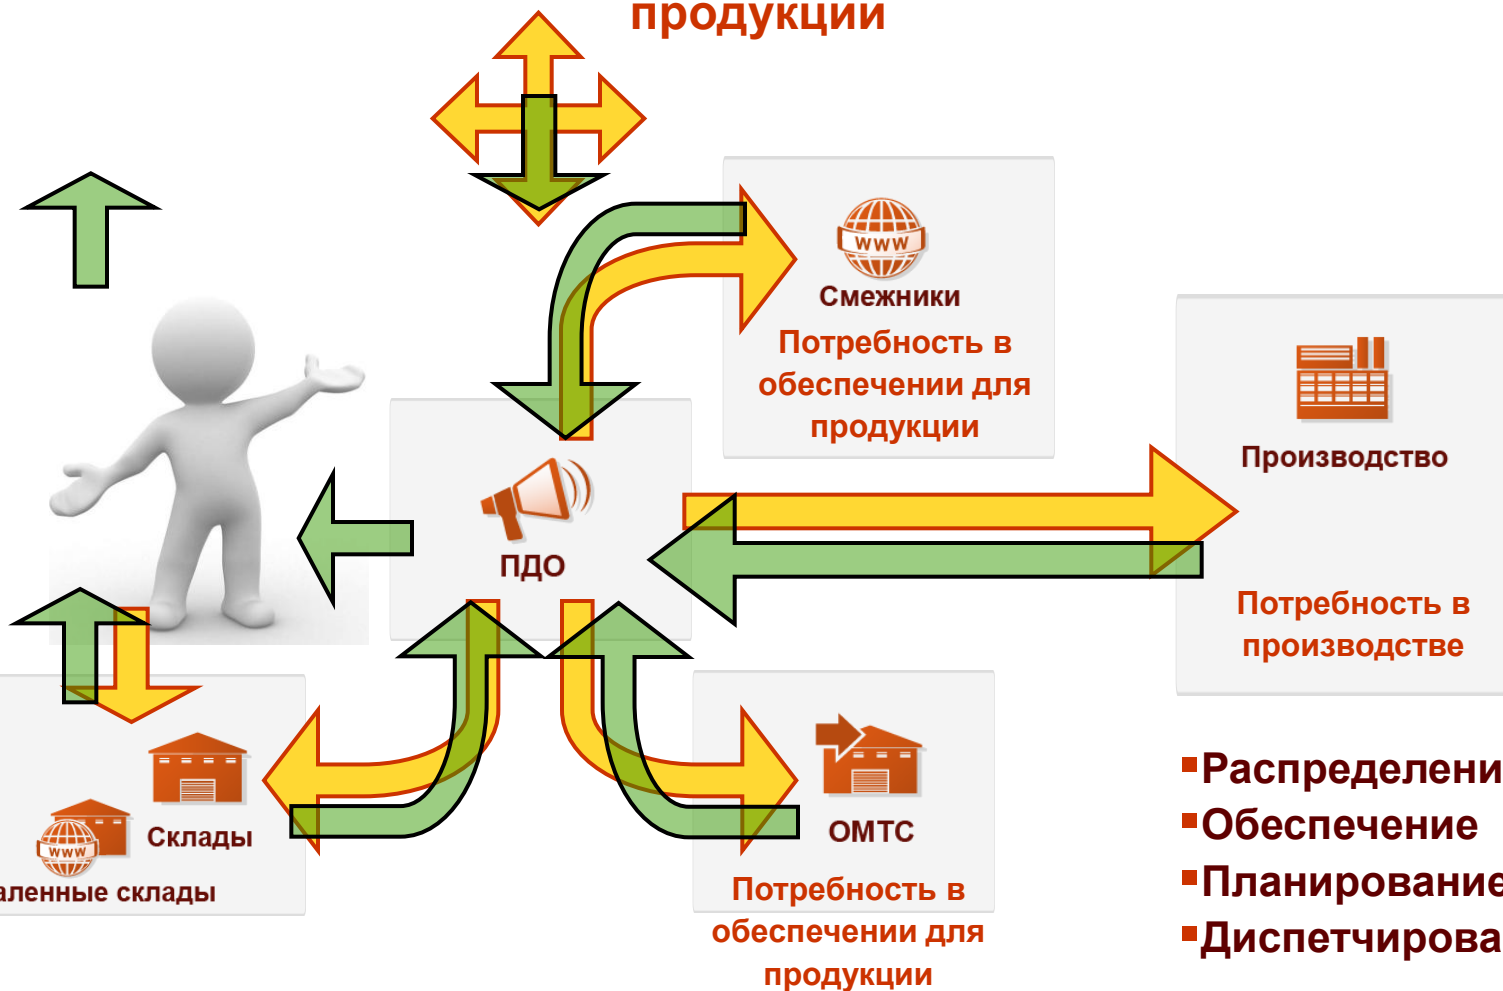 продукции
www
Смежники
Потребность в
обеспечении для
продукции
Производство
Потребность в
производстве
ПДО
Склады
www
аленные склады
ОМТС
Потребность в
обеспечении для
продукции
Распределени
Обеспечение
Планирование
Диспетчирова